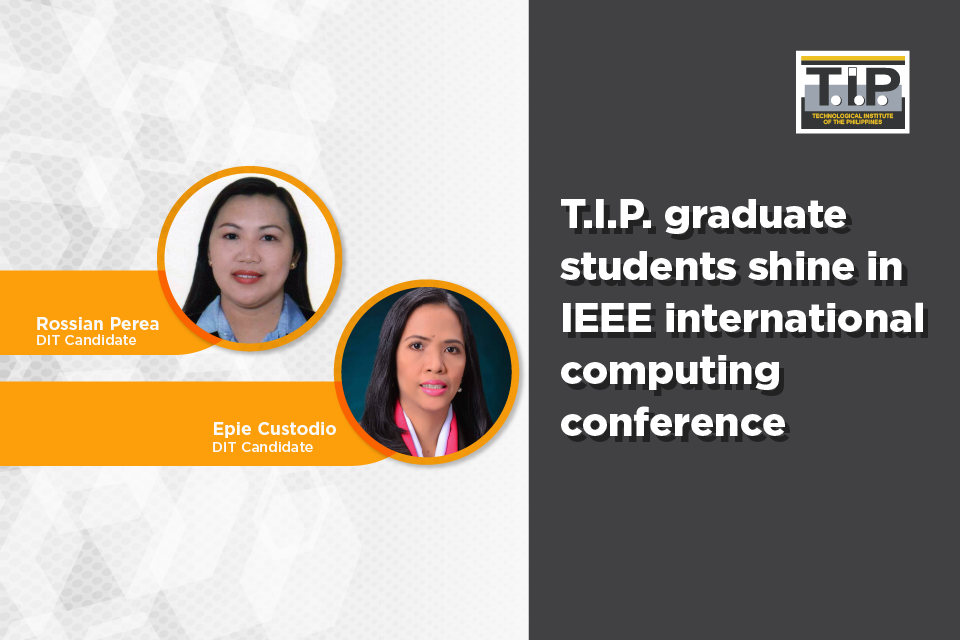 T.I.P.
TECHNOLOGICAL INSTITUTE
OF THE PHILIPPINES
T.I.P. graduate
students shine in
IEEE international
computing
conference
Rossian Perea
DIT Candidate
Epie Custodio
DIT Candidate